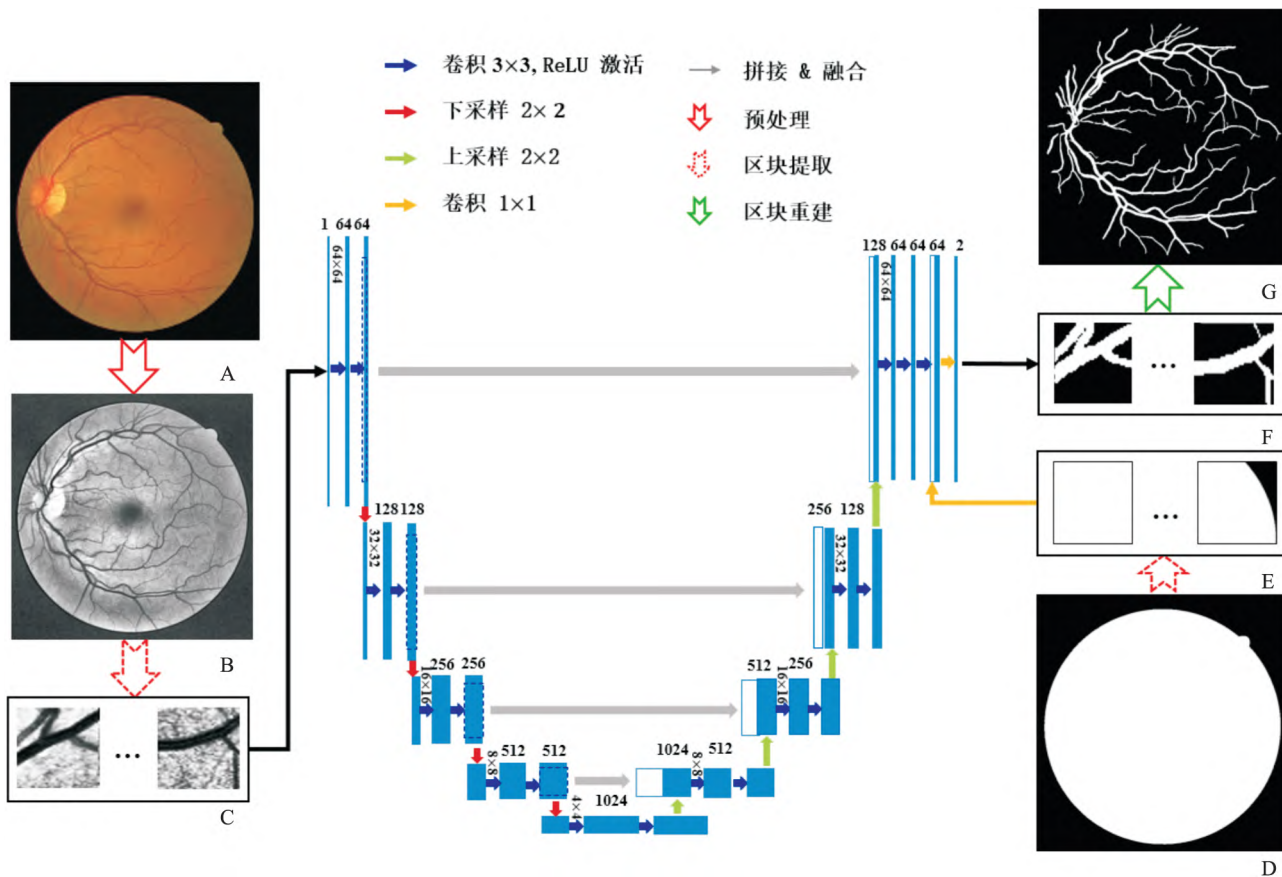 卷积 3×3, ReLU 激活
下采样 2× 2
上采样 2×2
卷积 1×1
拼接 & 融合
预处理
区块提取
区块重建
A
B
C
1 64 64
64×64
128 128
32×32
256 256
16×16
512 512
8×8
1024
4×4
1024 512
8×8
512 256
16×16
256 128
32×32
128 64 64 64 2
64×64
G
F
E
D
...
...
...